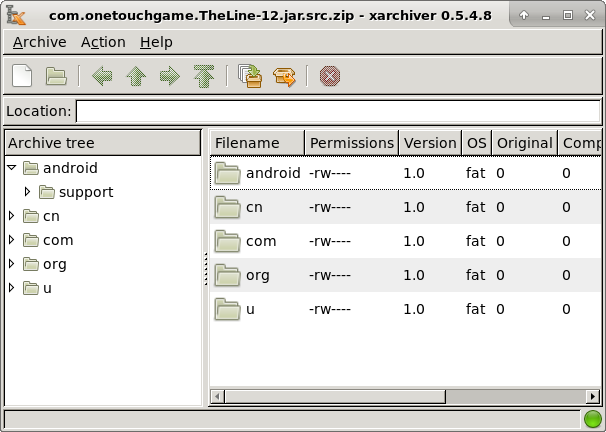 com.onetouchgame.TheLine-12.jar.src.zip - xarchiver 0.5.4.8
Archive Action Help
Location:
Archive tree
android
support
cn
com
org
u
Filename Permissions Version OS Original Comp
android -rw---- 1.0 fat 0 0
cn -rw---- 1.0 fat 0 0
com -rw---- 1.0 fat 0 0
org -rw---- 1.0 fat 0 0
u -rw---- 1.0 fat 0 0